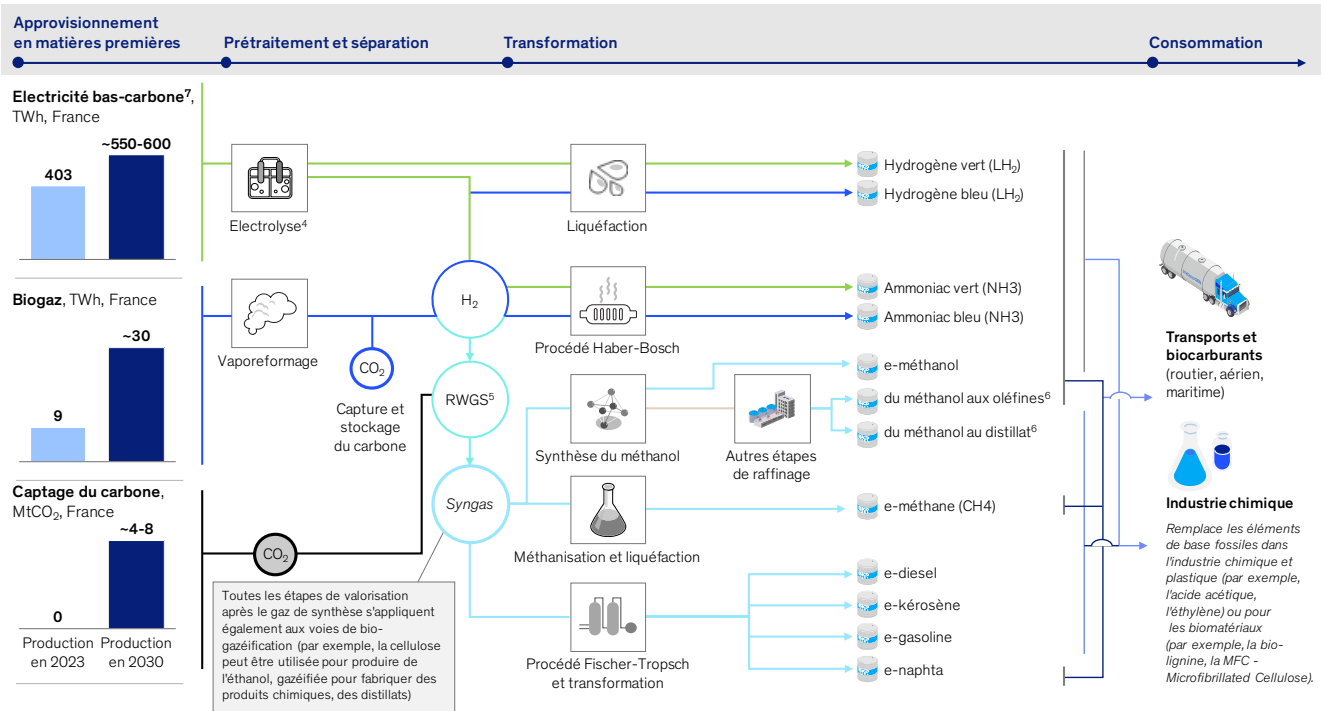 Approvisionnement
en matières premières
Prétraitement et séparation
Transformation
Consommation
Electricité bas-carbone⁷,
TWh, France
403
~550-600
Biogaz, TWh, France
9
~30
Captage du carbone,
MtCO₂, France
0
~4-8
Production
en 2023
Production
en 2030
Electrolyse⁴
Vaporeformage
CO₂
Capture et
stockage
du carbone
CO₂
Toutes les étapes de valorisation
après le gaz de synthèse s'appliquent
également aux voies de bio-
gazéification (par exemple, la cellulose
peut être utilisée pour produire de
l'éthanol, gazéifiée pour fabriquer des
produits chimiques, des distillats)
H₂
RWGS⁵
Syngas
Liquéfaction
Procédé Haber-Bosch
Synthèse du méthanol
Autres étapes
de raffinage
Méthanisation et liquéfaction
Procédé Fischer-Tropsch
et transformation
Hydrogène vert (LH₂)
Hydrogène bleu (LH₂)
Ammoniac vert (NH3)
Ammoniac bleu (NH3)
e-méthanol
du méthanol aux oléfines⁶
du méthanol au distillat⁶
e-méthane (CH4)
e-diesel
e-kérosène
e-gasoline
e-naphta
Transports et
biocarburants
(routier, aérien,
maritime)
Industrie chimique
Remplace les éléments
de base fossiles dans
l'industrie chimique et
plastique (par exemple,
l'acide acétique,
l'éthylène) ou pour
les biomatériaux
(par exemple, la bio-
lignine, la MFC -
Microfibrillated Cellulose).